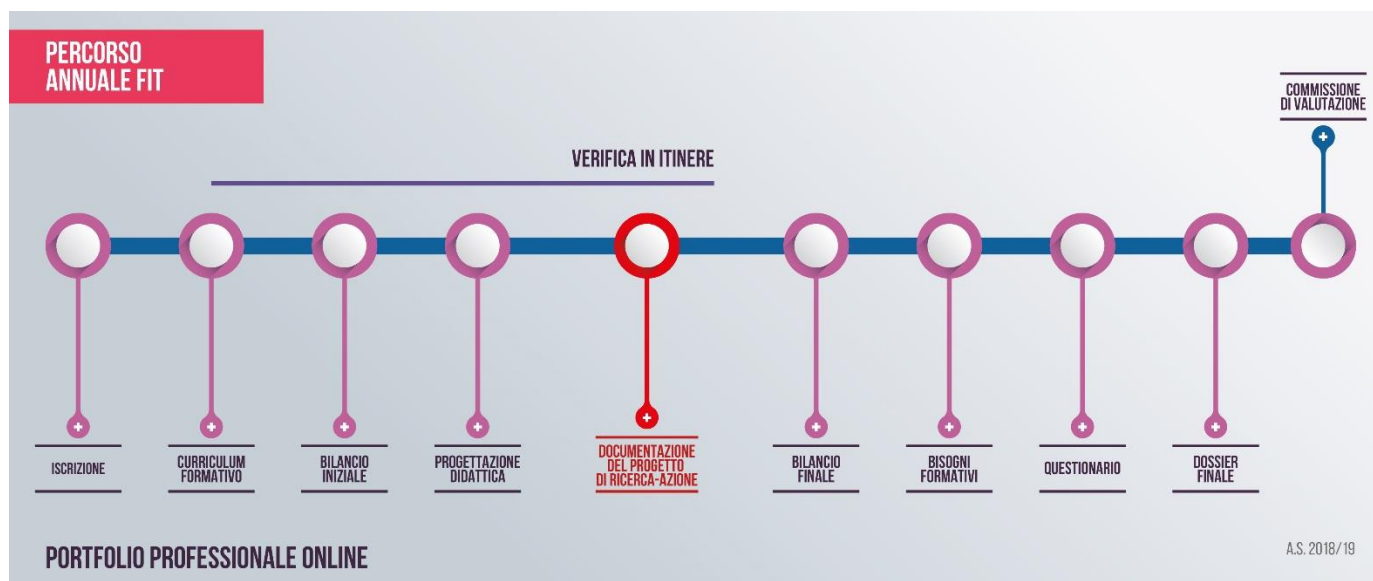 PERCORSO
ANNUALE FIT
COMMISSIONE
DI VALUTAZIONE
VERIFICA IN ITINERE
ISCRIZIONE
CURRICULUM
FORMATIVO
BILANCIO
INIZIALE
PROGETTAZIONE
DIDATTICA
DOCUMENTAZIONE
DEL PROGETTO
DI RICERCA-AZIONE
BILANCIO
FINALE
BISOGNI
FORMATIVI
QUESTIONARIO
DOSSIER
FINALE
PORTFOLIO PROFESSIONALE ONLINE
A.S. 2018/19